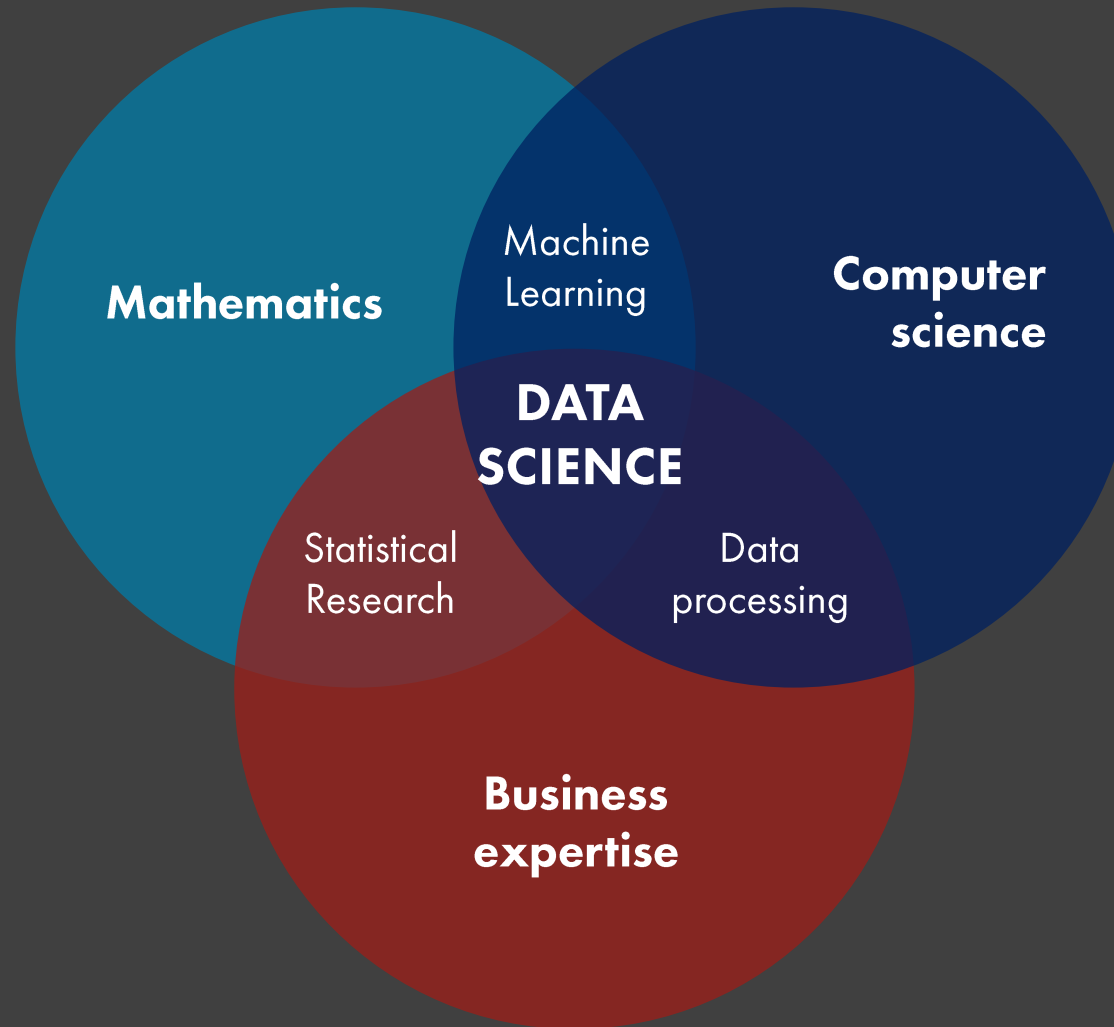 Machine
Learning
Mathematics
Computer
science
DATA
SCIENCE
Statistical
Research
Data
processing
Business
expertise